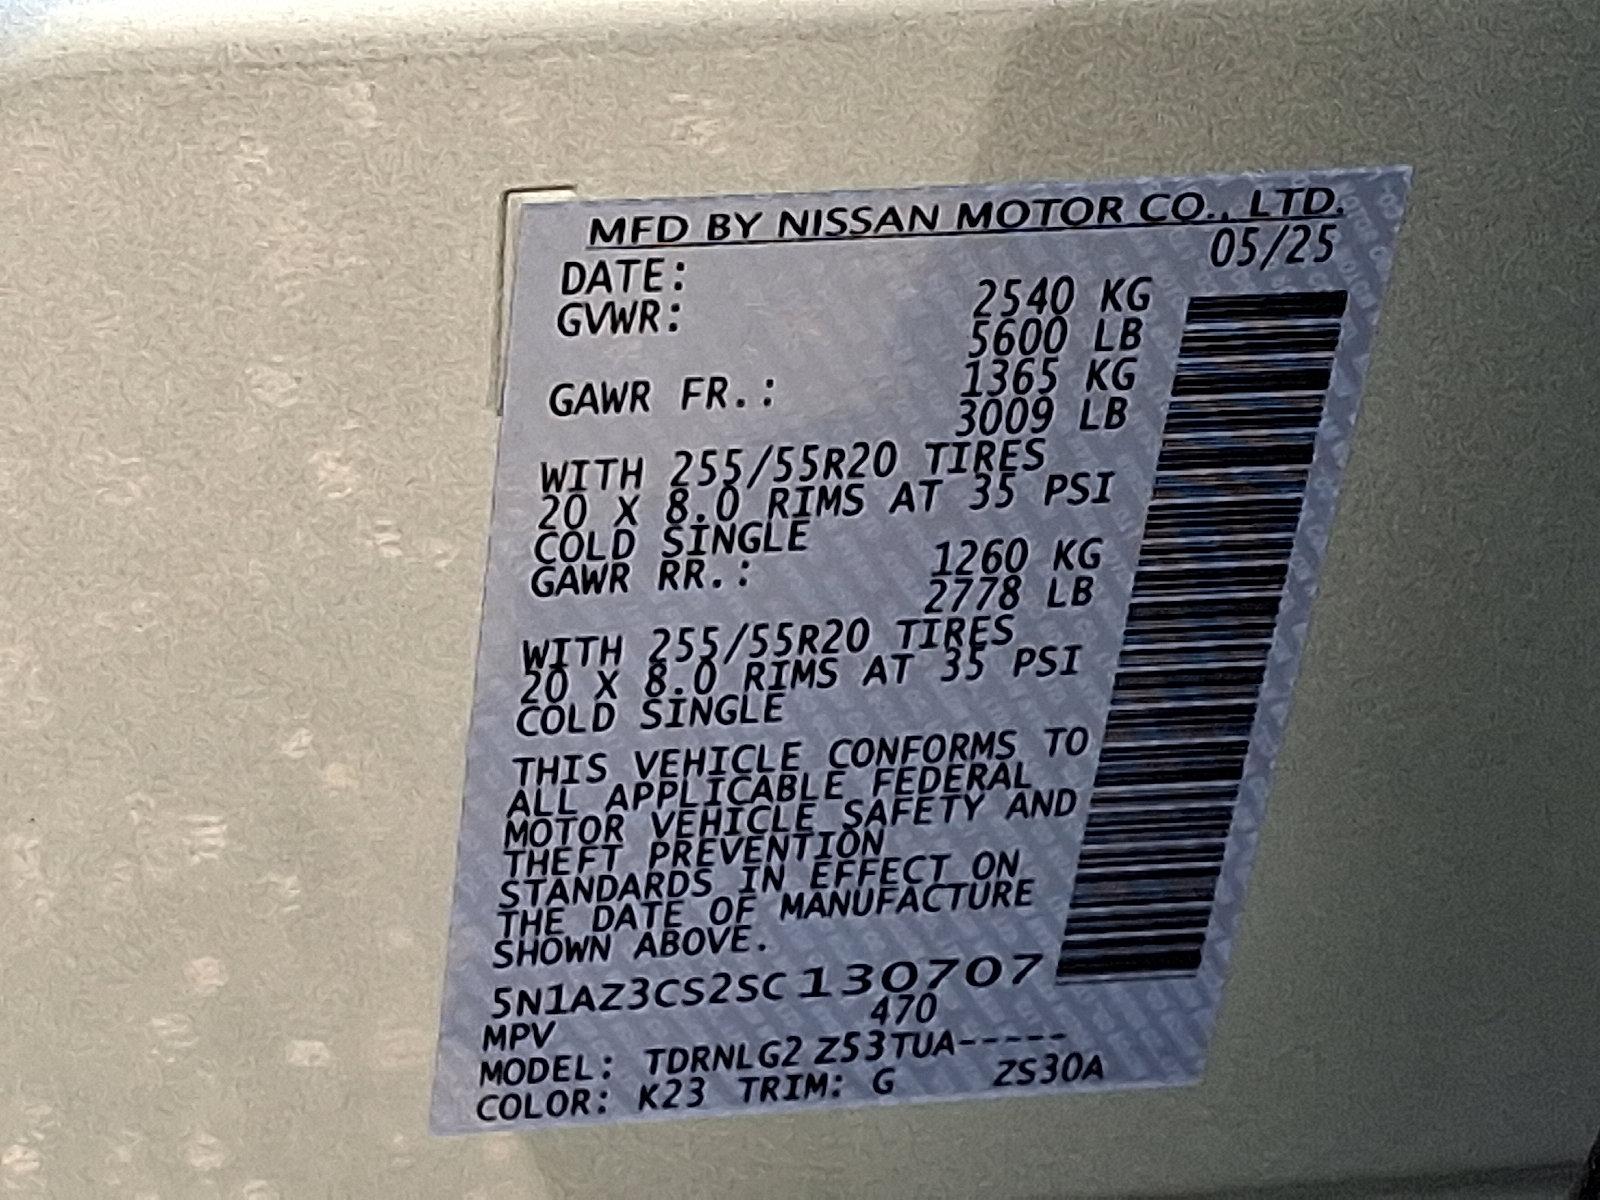 MFD BY NISSAN MOTOR CO., LTD.
DATE: 05/25
GVWR: 2540 KG
5600 LB
GAWR FR.: 1365 KG
3009 LB
WITH 255/55R20 TIRES
20 X 8.0 RIMS AT 35 PSI
COLD SINGLE
GAWR RR.: 1260 KG
2778 LB
WITH 255/55R20 TIRES
20 X 8.0 RIMS AT 35 PSI
COLD SINGLE
THIS VEHICLE CONFORMS TO
ALL APPLICABLE FEDERAL
MOTOR VEHICLE SAFETY AND
THEFT PREVENTION
STANDARDS IN EFFECT ON
THE DATE OF MANUFACTURE
SHOWN ABOVE.
5N1AZ3CS2SC130707
MPV 470
MODEL: TDRNLG2 Z53TUA-----
COLOR: K23 TRIM: G ZS30A